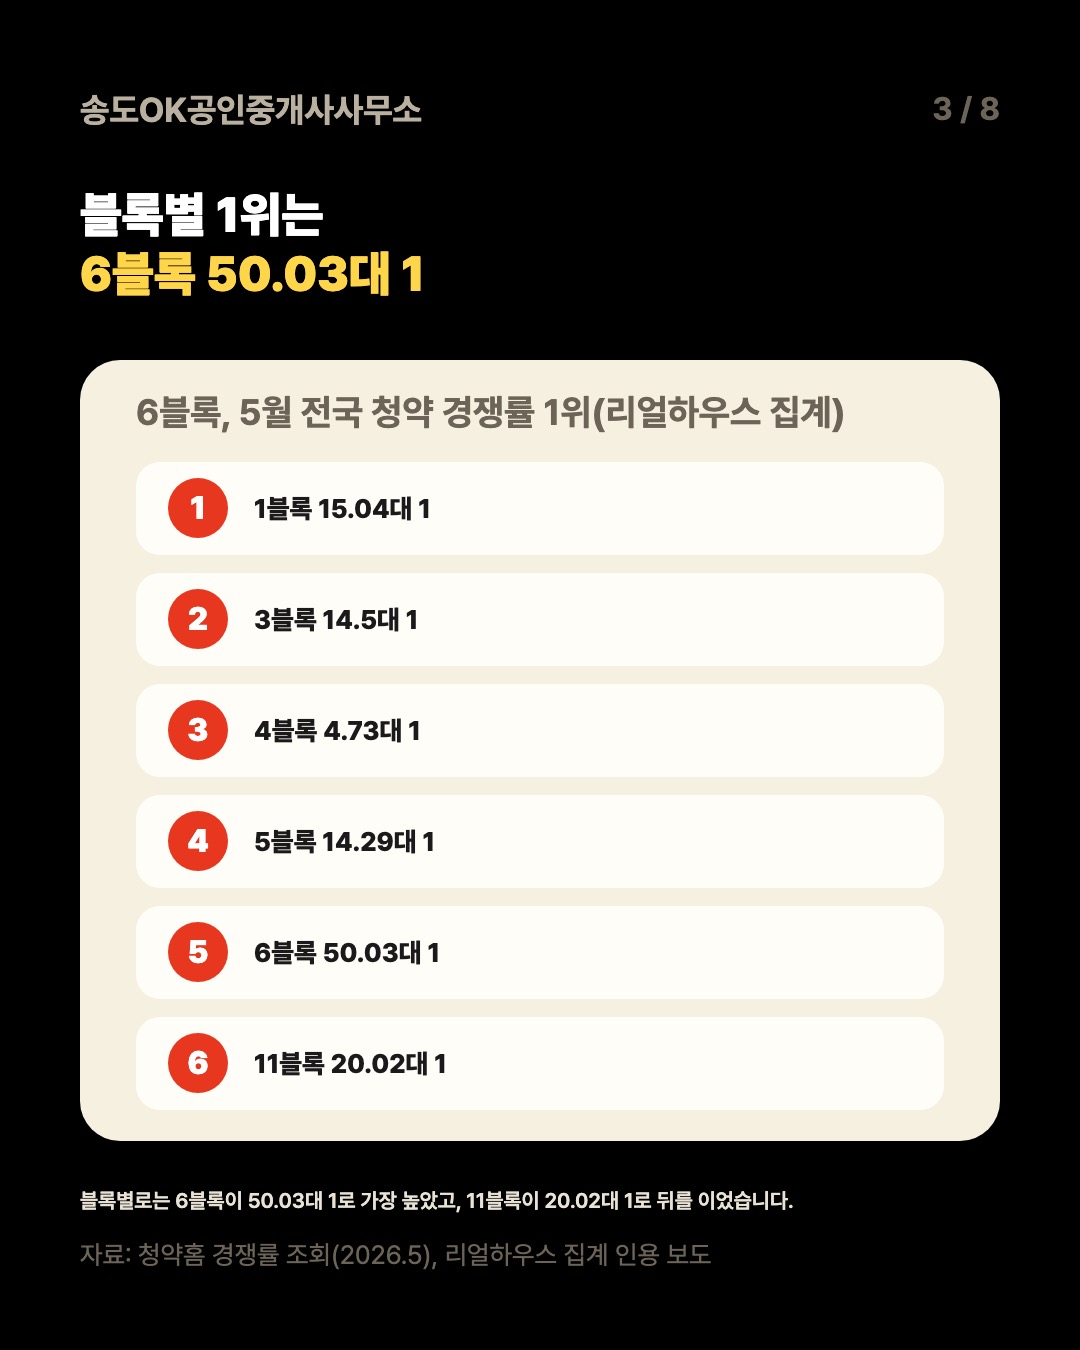 송도OK공인중개사사무소
3 / 8
블록별 1위는
6블록 50.03대 1
6블록, 5월 전국 청약 경쟁률 1위(리얼하우스 집계)
1
1블록 15.04대 1
2
3블록 14.5대 1
3
4블록 4.73대 1
4
5블록 14.29대 1
5
6블록 50.03대 1
6
11블록 20.02대 1
블록별로는 6블록이 50.03대 1로 가장 높았고, 11블록이 20.02대 1로 뒤를 이었습니다.
자료: 청약홈 경쟁률 조회(2026.5), 리얼하우스 집계 인용 보도